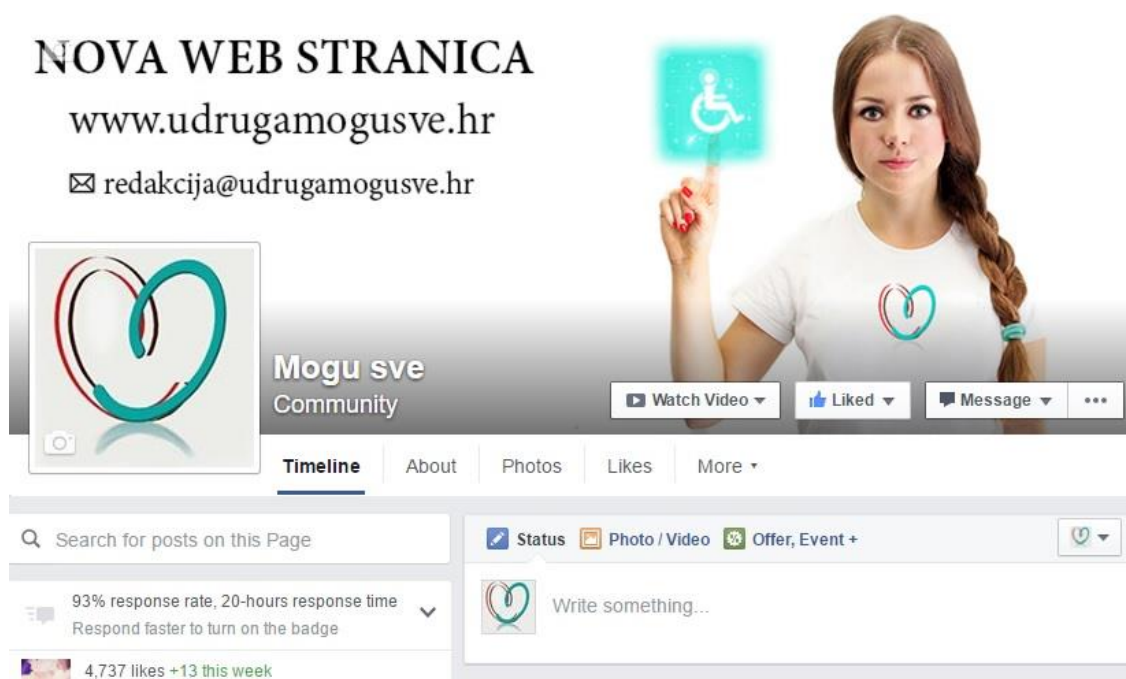 NOVA WEB STRANICA
www.udrugamogusve.hr
redakcija@udrugamogusve.hr
Mogu sve
Community
Watch Video
Liked
Message
Timeline About Photos Likes More
Search for posts on this Page
Status Photo / Video Offer, Event +
93% response rate, 20-hours response time
Respond faster to turn on the badge
Write something...
4,737 likes +13 this week